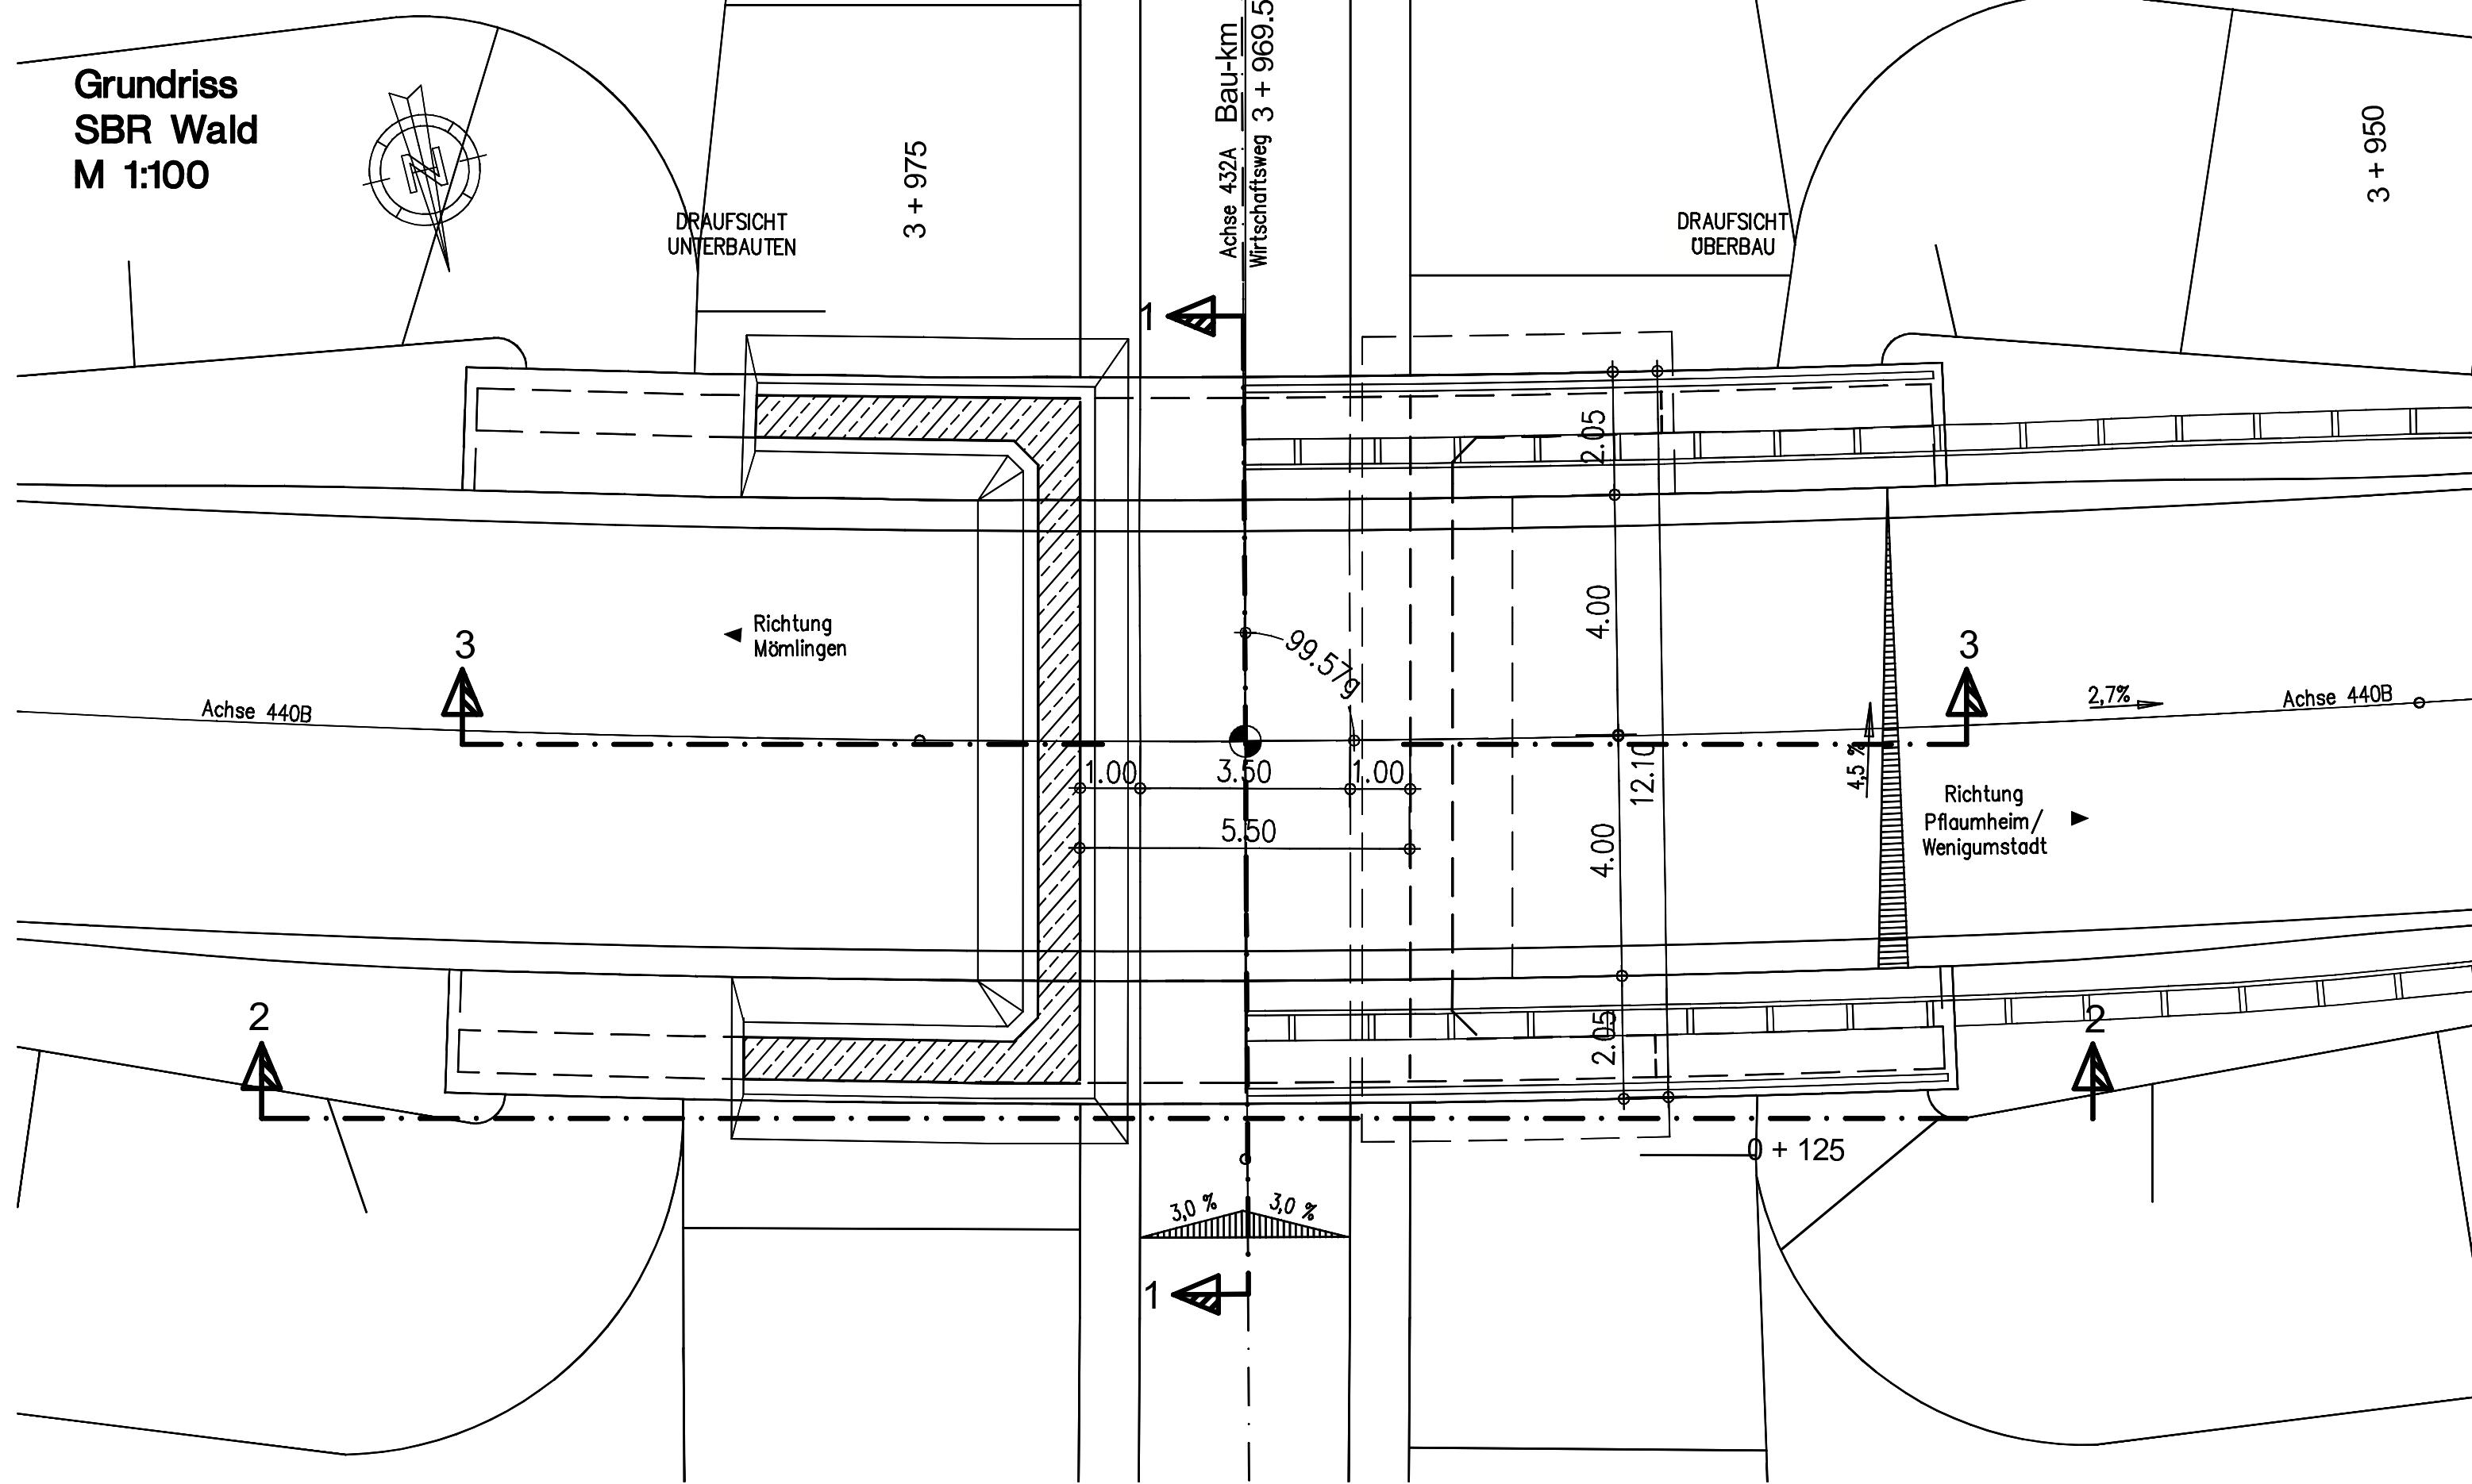 Grundriss
SBR Wald
M 1:100
N
DRAUFSICHT
UNTERBAUTEN
3 + 975
Achse 432A Bau-km
Wirtschaftsweg 3 + 969.5
DRAUFSICHT
ÜBERBAU
3 + 950
1
2.05
4.00
99.57g
Richtung
Mömlingen
3
3
Achse 440B
2,7%
Achse 440B
1.00
3.50
1.00
12.10
4,5 %
5.50
4.00
Richtung
Pflaumheim/
Wenigumstadt
2
2
2.05
0 + 125
3,0 %
3,0 %
1